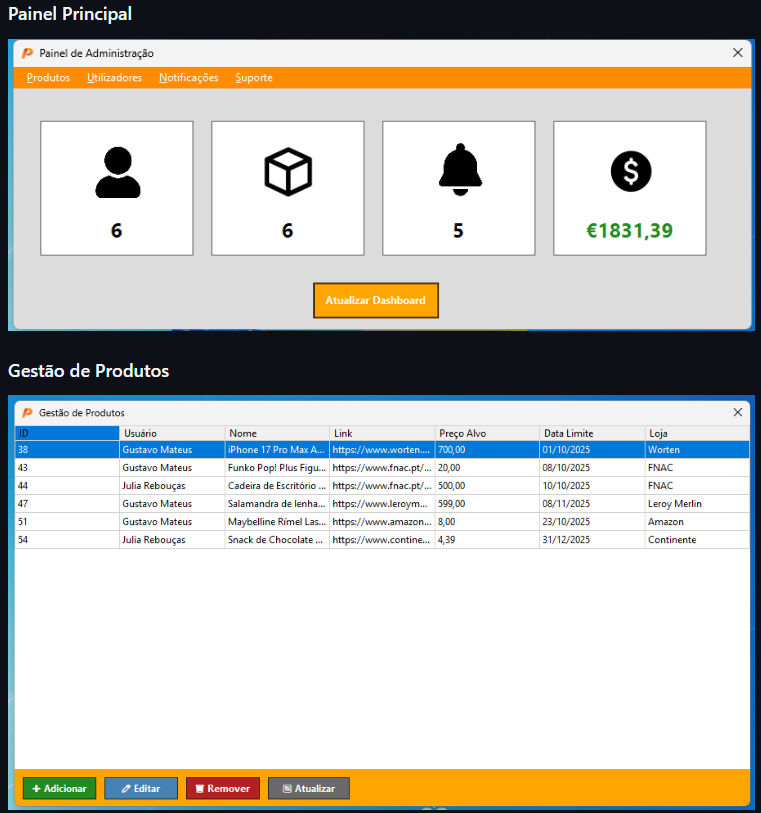 Painel Principal
Painel de Administração
Produtos Utilizadores Notificações Suporte
6 6 5 €1831,39
Atualizar Dashboard
Gestão de Produtos
Gestão de Produtos
ID Usuário Nome Link Preço Alvo Data Limite Loja
38 Gustavo Mateus iPhone 17 Pro Max A... https://www.worten.... 700,00 01/10/2025 Worten
43 Gustavo Mateus Funko Pop! Plus Figu... https://www.fnac.pt/... 20,00 08/10/2025 FNAC
44 Julia Rebouças Cadeira de Escritório ... https://www.fnac.pt/... 500,00 10/10/2025 FNAC
47 Gustavo Mateus Salamandra de lenha... https://www.leroym... 599,00 08/11/2025 Leroy Merlin
51 Gustavo Mateus Maybelline Rímel Las... https://www.amazon... 8,00 23/10/2025 Amazon
54 Julia Rebouças Snack de Chocolate ... https://www.contine... 4,39 31/12/2025 Continente
Adicionar Editar Remover Atualizar